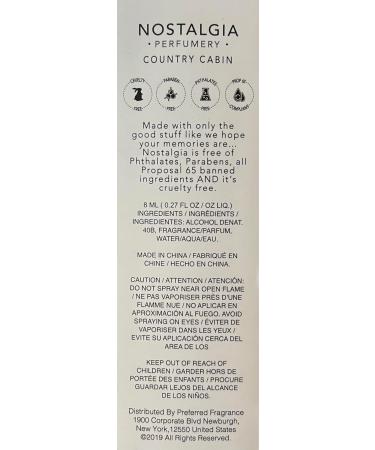 NOSTALGIA
• PERFUMERY •
COUNTRY CABIN
CRUELTY FREE
PARABEN FREE
PHTHALATES FREE
PROP 65 COMPLIANT
Made with only the
good stuff like we hope
your memories are...
Nostalgia is free of
Phthalates, Parabens, all
Proposal 65 banned
ingredients AND it's
cruelty free.
8 ML ( 0.27 FL OZ / OZ LIQ.)
INGREDIENTS / INGRÉDIENTS /
INGREDIENTES: ALCOHOL DENAT.
40B, FRAGRANCE/PARFUM,
WATER/AQUA/EAU.
MADE IN CHINA / FABRIQUÉ EN
CHINE / HECHO EN CHINA.
CAUTION / ATTENTION / ATENCIÓN:
DO NOT SPRAY NEAR OPEN FLAME
/ NE PAS VAPORISER PRÈS D'UNE
FLAMME NUE / NO APLICAR EN
APROXIMACIÓN AL FUEGO. AVOID
SPRAYING ON EYES / ÉVITER DE
VAPORISER DANS LES YEUX /
EVITE SU APLICACIÓN CERCA DEL
AREA DE LOS
KEEP OUT OF REACH OF
CHILDREN / GARDER HORS DE
PORTÉE DES ENFANTS / PROCURE
GUARDAR LEJOS DEL ALCANCE
DE LOS NIÑOS.
Distributed By Preferred Fragrance
1900 Corporate Blvd Newburgh,
New York,12550 United States
©2019 All Rights Reserved.